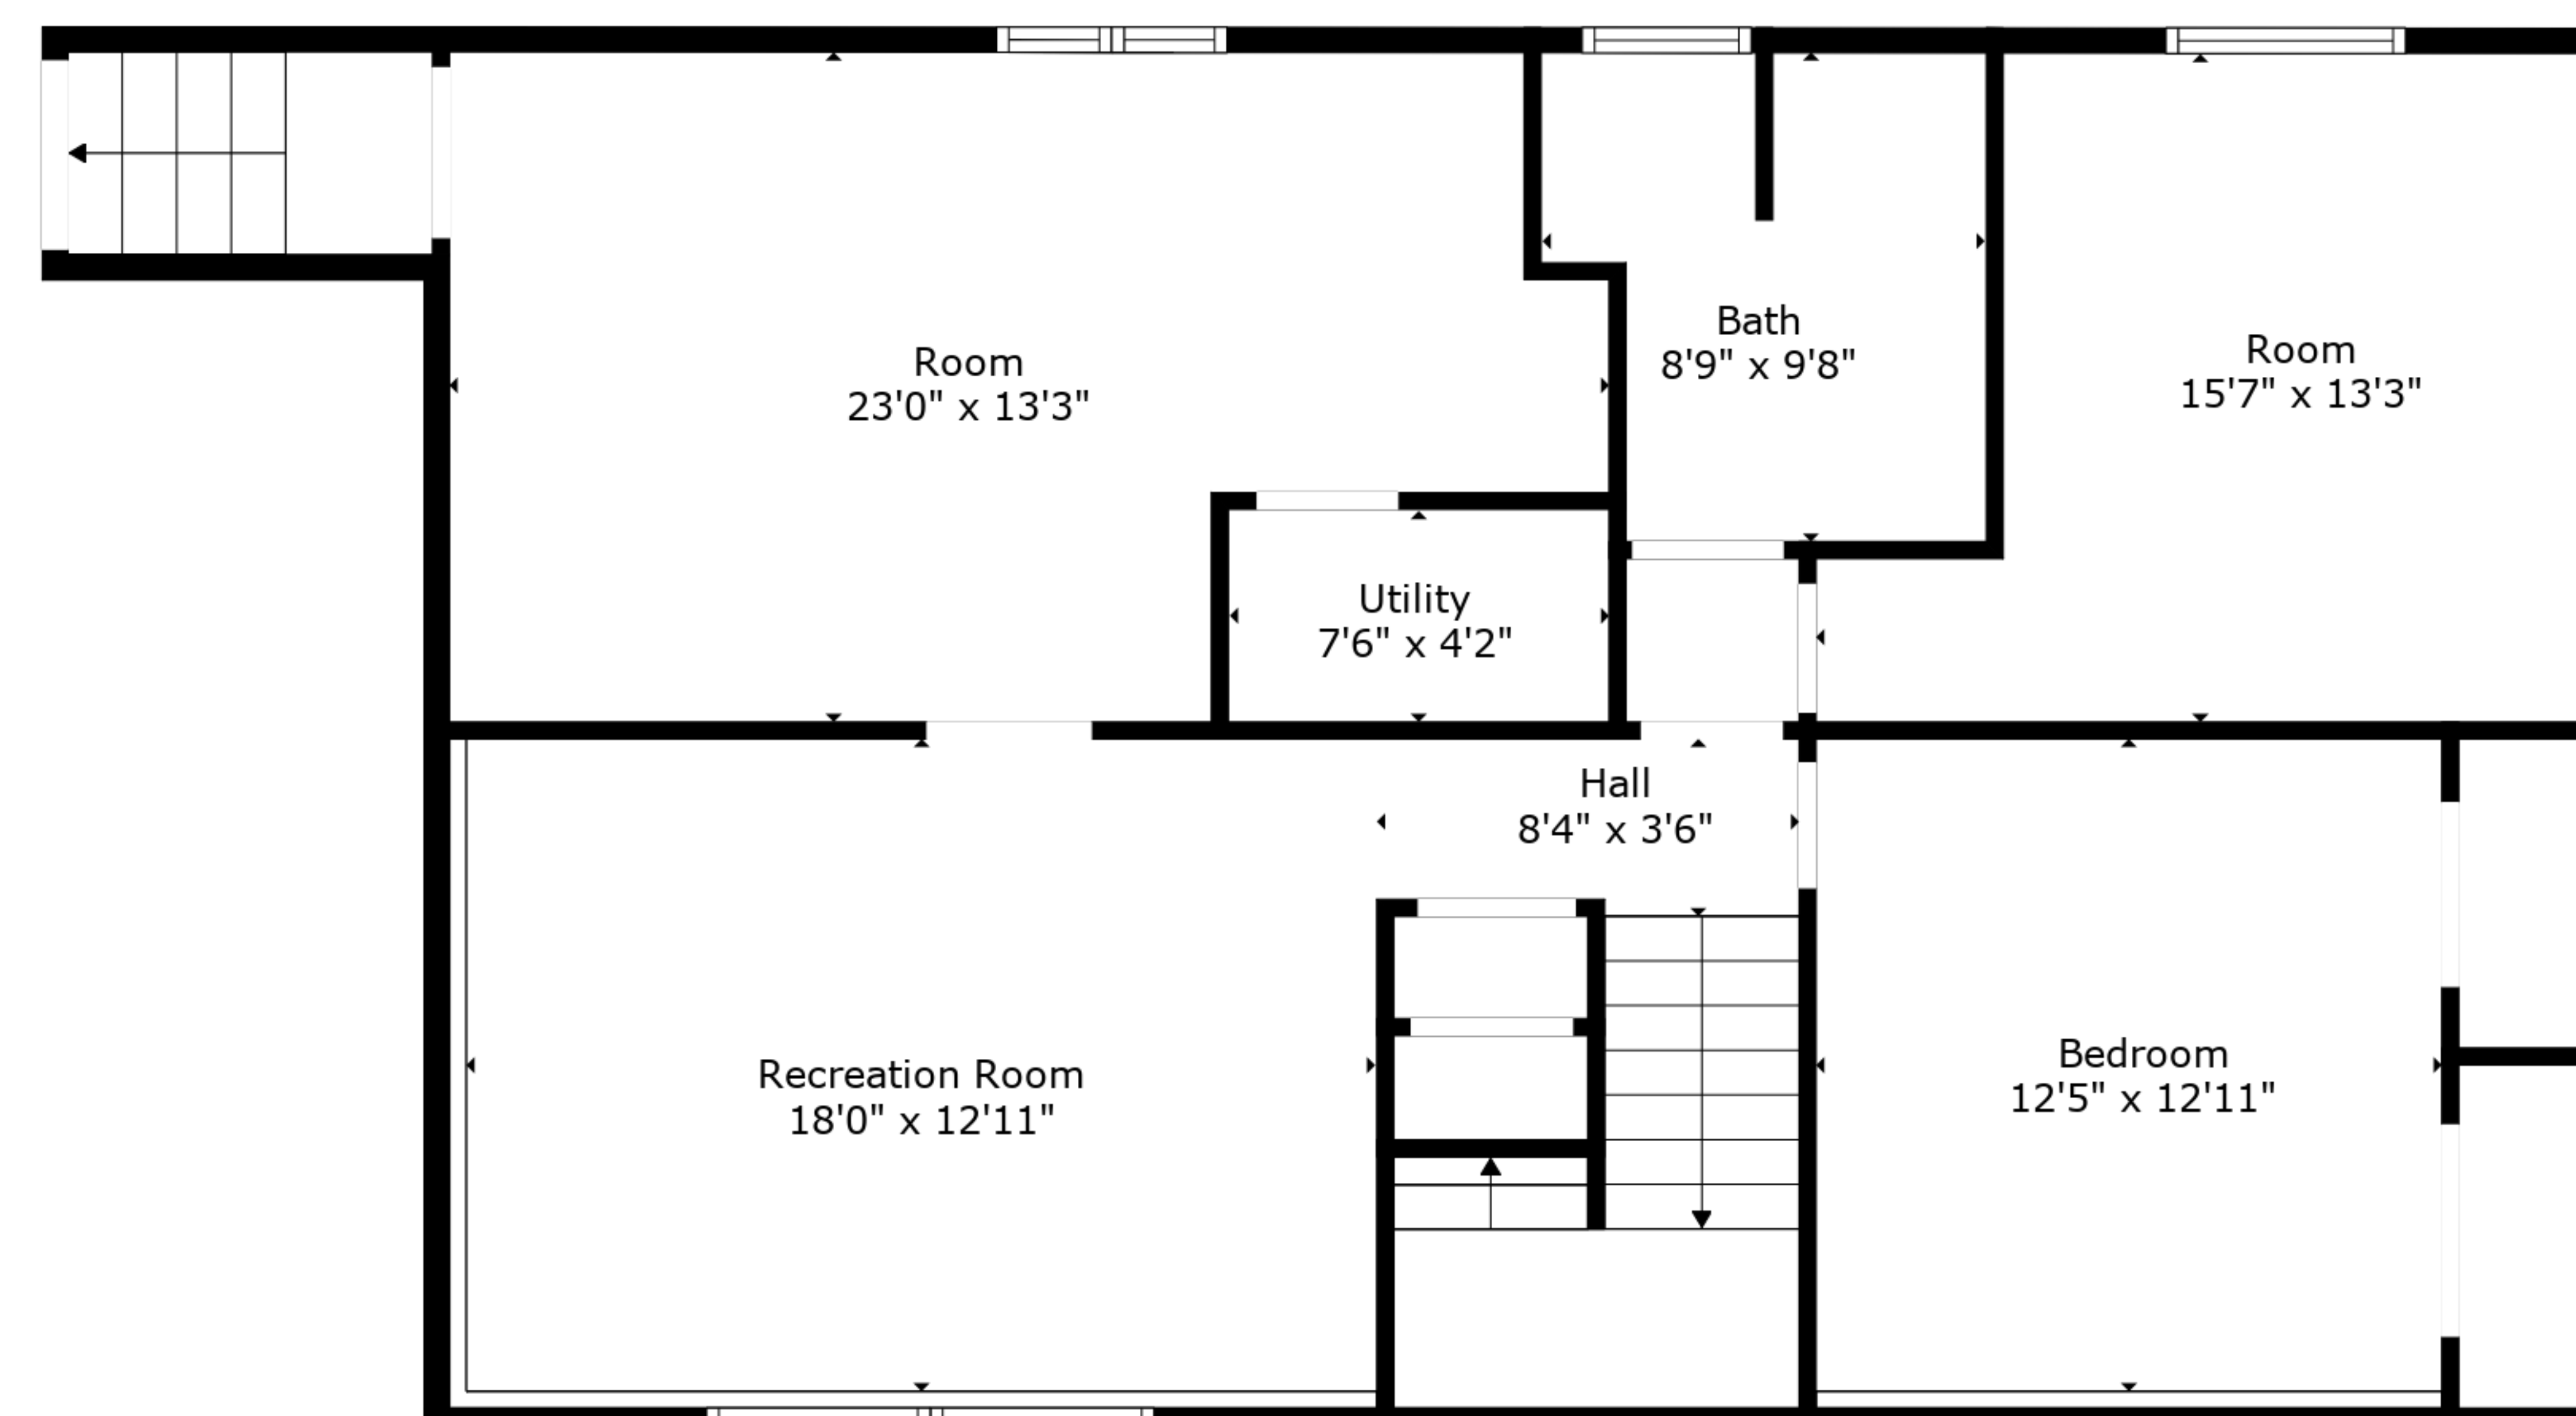 Room
23'0" x 13'3"
Bath
8'9" x 9'8"
Room
15'7" x 13'3"
Utility
7'6" x 4'2"
Hall
8'4" x 3'6"
Recreation Room
18'0" x 12'11"
Bedroom
12'5" x 12'11"